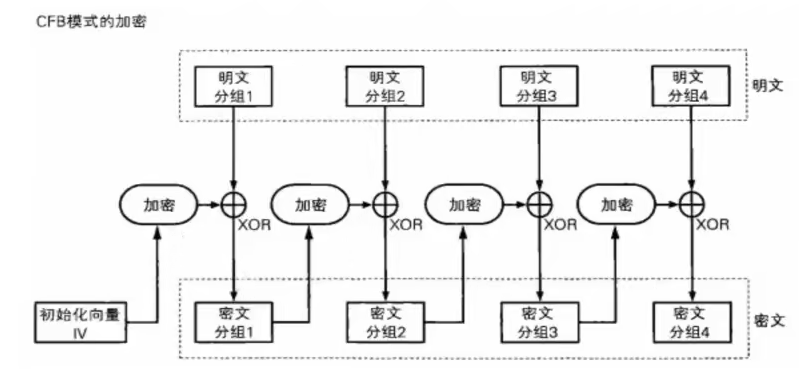 CFB模式的加密
明文
分组1
明文
分组2
明文
分组3
明文
分组4
明文
加密
XOR
加密
XOR
加密
XOR
加密
XOR
初始化向量
IV
密文
分组1
密文
分组2
密文
分组3
密文
分组4
密文